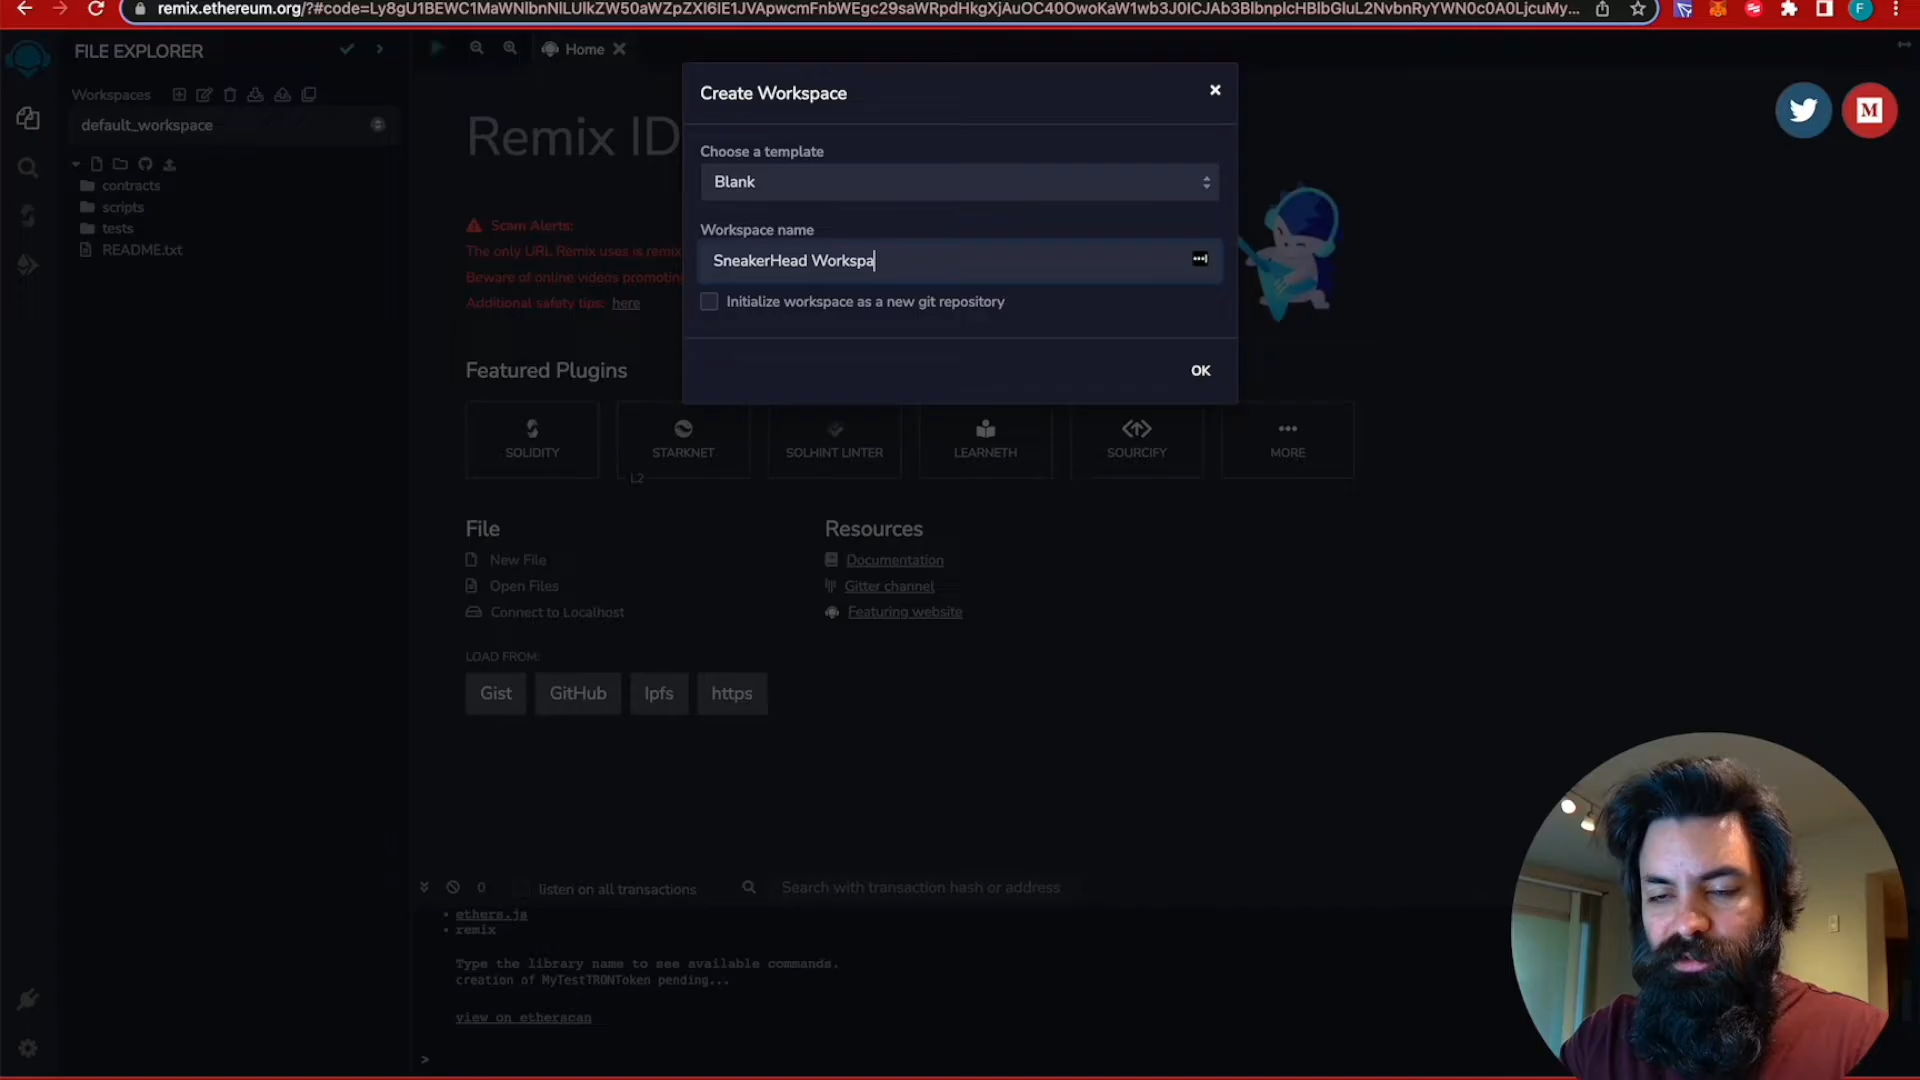 remix.ethereum.org/?#code=Ly8gU1BEWC1MaWNlbnNlLUlkZW50aWZpZXI6IE1JVApwcmFnbWEgc29saWRpdHkgXjAuOC40OwoKaW1wb3J0ICJAb3BlbnplcHBlbGluL2NvbnRyYWN0c0A0LjcuMy...
F
FILE EXPLORER
Home
Workspaces
default_workspace
contracts
scripts
tests
README.txt
Remix ID
Scam Alerts:
The only URL Remix uses is remix
Beware of online videos promoting
Additional safety tips: here
Create Workspace
Choose a template
Blank
Workspace name
SneakerHead Workspa
Initialize workspace as a new git repository
OK
M
Featured Plugins
SOLIDITY
STARKNET
L2
SOLHINT LINTER
LEARNETH
SOURCIFY
MORE
File
New File
Open Files
Connect to Localhost
Resources
Documentation
Gitter channel
Featuring website
LOAD FROM:
Gist
GitHub
Ipfs
https
0
listen on all transactions
Search with transaction hash or address
• ethers.js
• remix
Type the library name to see available commands.
creation of MyTestTRONToken pending...
view on etherscan
>